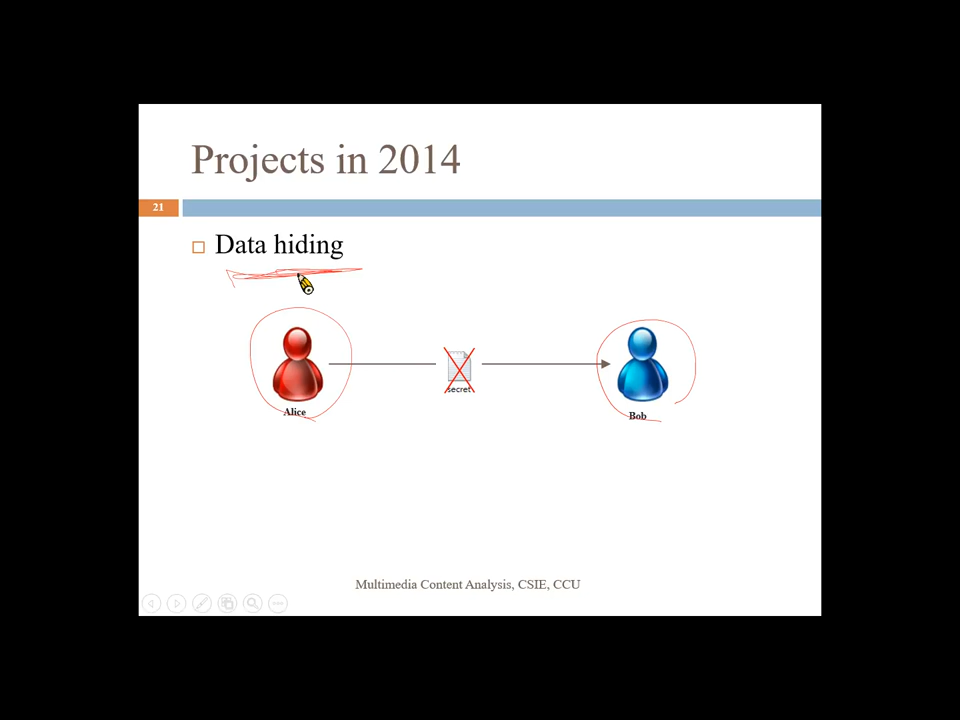 Projects in 2014
21
Data hiding
secret
Alice
Bob
Multimedia Content Analysis, CSIE, CCU